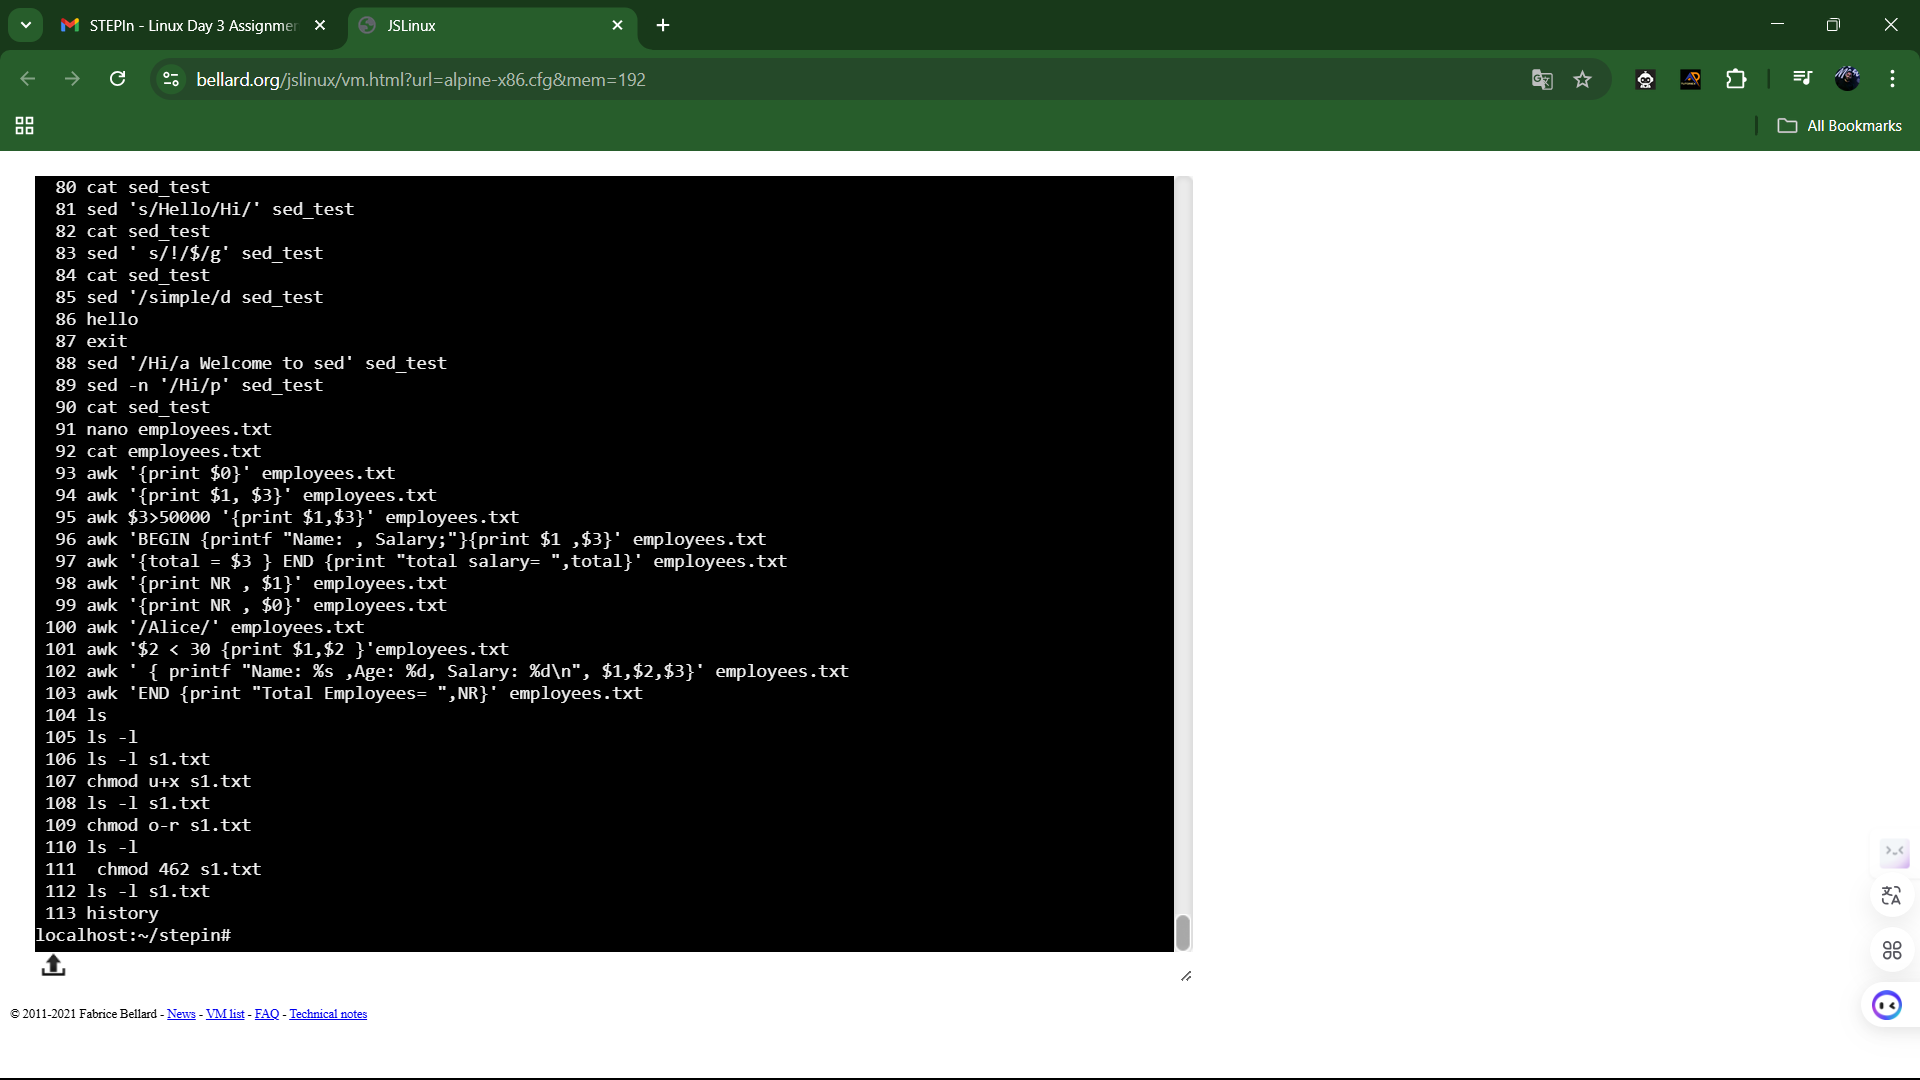 STEPIn - Linux Day 3 Assignmen
JSLinux
bellard.org/jslinux/vm.html?url=alpine-x86.cfg&mem=192
All Bookmarks
80 cat sed_test
81 sed 's/Hello/Hi/' sed_test
82 cat sed_test
83 sed ' s/!/$/g' sed_test
84 cat sed_test
85 sed '/simple/d sed_test
86 hello
87 exit
88 sed '/Hi/a Welcome to sed' sed_test
89 sed -n '/Hi/p' sed_test
90 cat sed_test
91 nano employees.txt
92 cat employees.txt
93 awk '{print $0}' employees.txt
94 awk '{print $1, $3}' employees.txt
95 awk $3>50000 '{print $1,$3}' employees.txt
96 awk 'BEGIN {printf "Name: , Salary;"}{print $1 ,$3}' employees.txt
97 awk '{total = $3 } END {print "total salary= ",total}' employees.txt
98 awk '{print NR , $1}' employees.txt
99 awk '{print NR , $0}' employees.txt
100 awk '/Alice/' employees.txt
101 awk '$2 < 30 {print $1,$2 }'employees.txt
102 awk ' { printf "Name: %s ,Age: %d, Salary: %d\n", $1,$2,$3}' employees.txt
103 awk 'END {print "Total Employees= ",NR}' employees.txt
104 ls
105 ls -l
106 ls -l s1.txt
107 chmod u+x s1.txt
108 ls -l s1.txt
109 chmod o-r s1.txt
110 ls -l
111  chmod 462 s1.txt
112 ls -l s1.txt
113 history
localhost:~/stepin#
© 2011-2021 Fabrice Bellard - News - VM list - FAQ - Technical notes